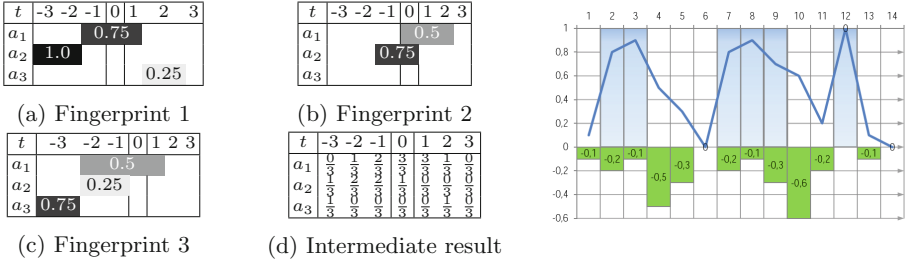 t -3 -2 -1 0 1 2 3
a1 0.75
a2 1.0
a3 0.25
(a) Fingerprint 1
t -3 -2 -1 0 1 2 3
a1 0.5
a2 0.75
a3
(b) Fingerprint 2
t -3 -2 -1 0 1 2 3
a1 0.5
a2 0.25
a3 0.75
(c) Fingerprint 3
t -3 -2 -1 0 1 2 3
a1 0/3 1/3 2/3 3/3 3/3 1/3 0/3
a2 1/3 2/3 2/3 1/3 0/3 0/3 0/3
a3 1/3 0/3 0/3 0/3 0/3 1/3 0/3
(d) Intermediate result
1 2 3 4 5 6 7 8 9 10 11 12 13 14
1
0,8
0,6
0,4
0,2
0
-0,2
-0,4
-0,6
0 0 0
-0,1 -0,2 -0,1 -0,5 -0,3 -0,2 -0,1 -0,3 -0,6 -0,2 -0,1